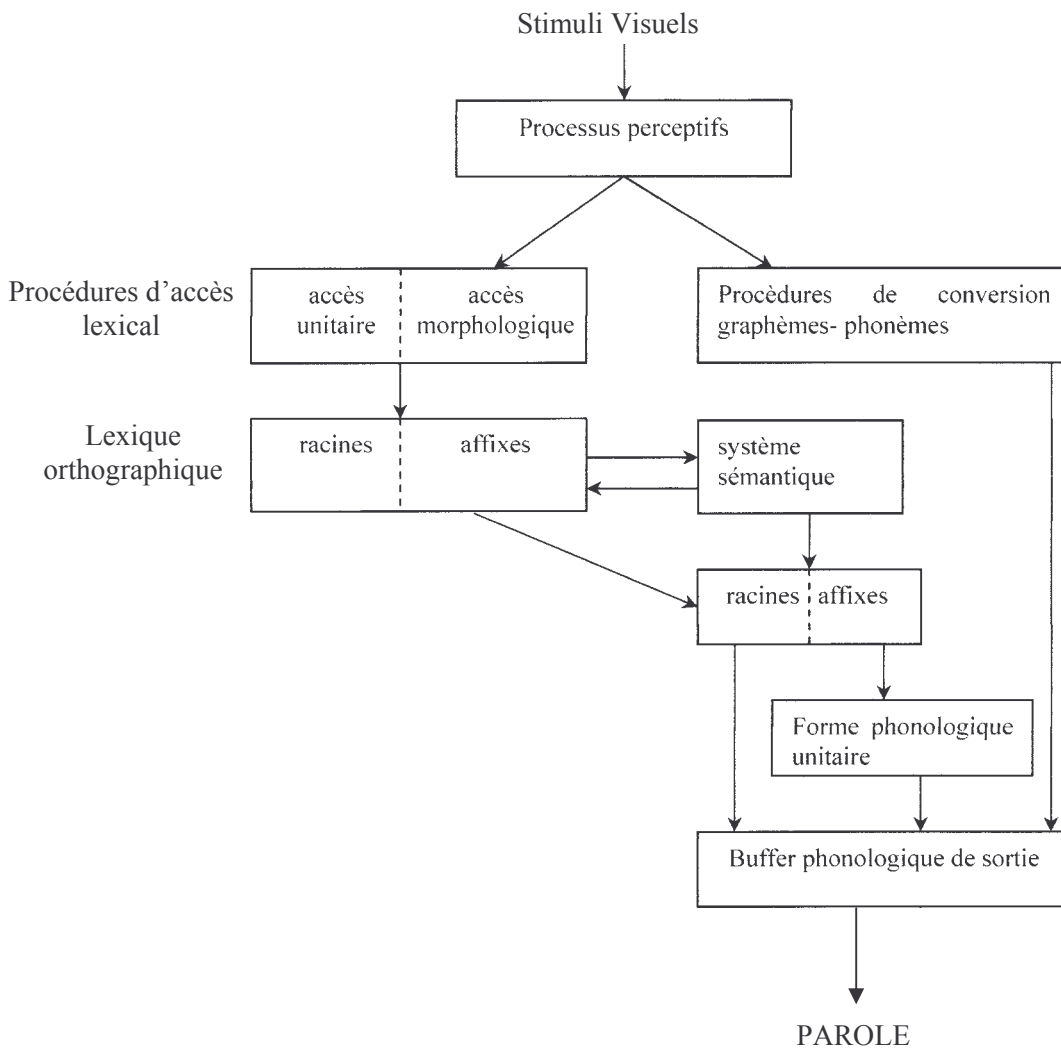 Stimuli Visuels
Processus perceptifs
Procédures d’accès
lexical
accès
unitaire
accès
morphologique
Procèdures de conversion
graphèmes- phonèmes
Lexique
orthographique
racines
affixes
système
sémantique
racines
affixes
Forme phonologique
unitaire
Buffer phonologique de sortie
PAROLE